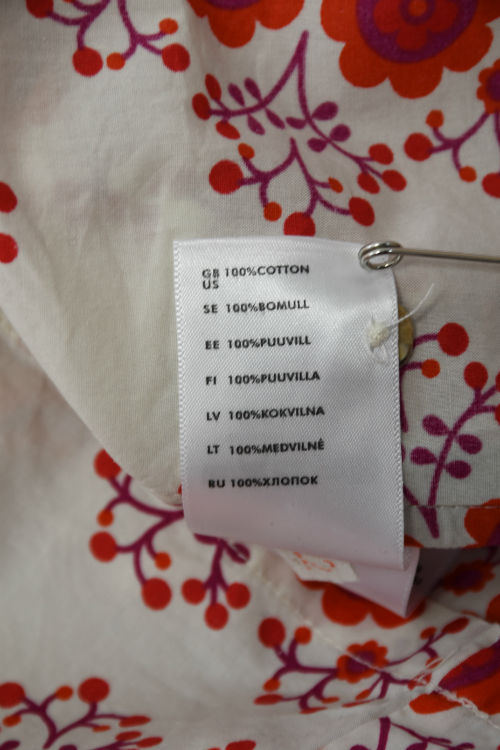 GB 100%COTTON
US
SE 100%BOMULL
EE 100%PUUVILL
FI 100%PUUVILLA
LV 100%KOKVILNA
LT 100%MEDVILNĖ
RU 100%ХЛОПОК